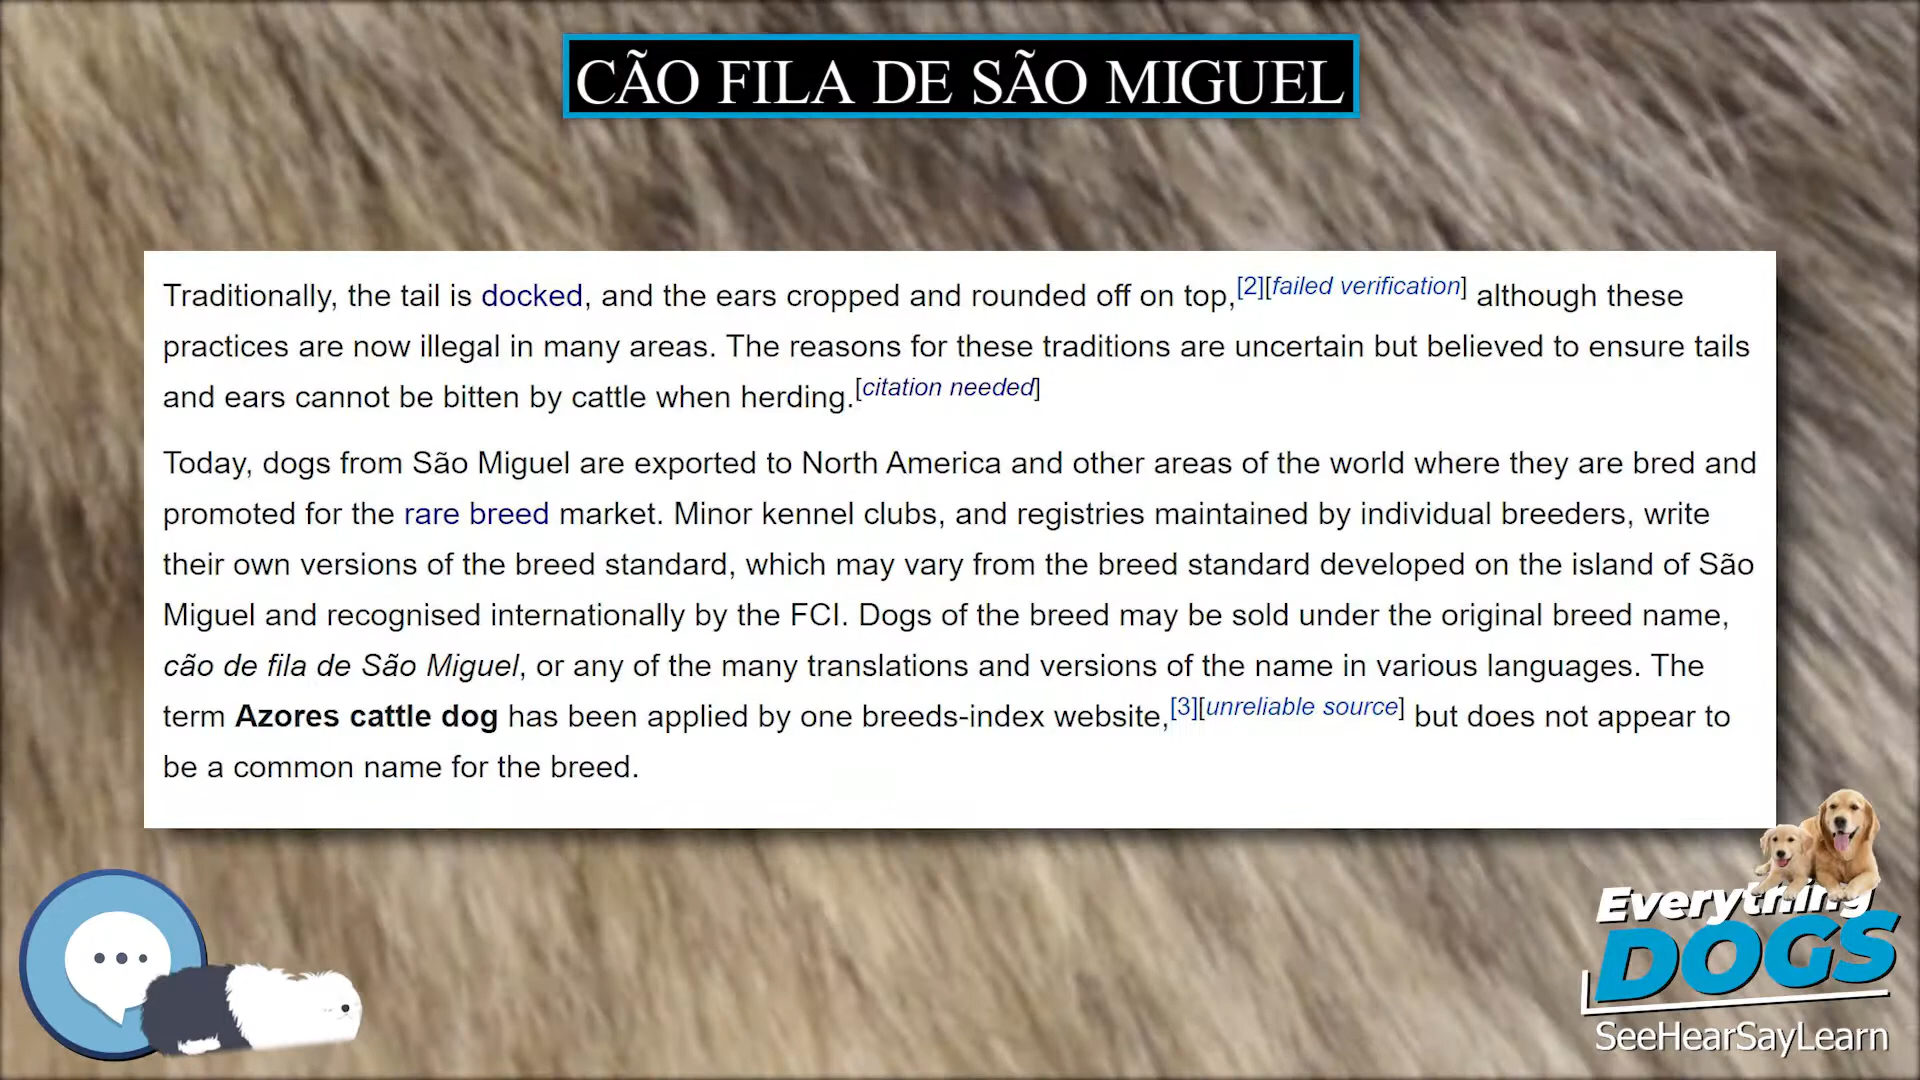 CÃO FILA DE SÃO MIGUEL
Traditionally, the tail is docked, and the ears cropped and rounded off on top,[2][failed verification] although these
practices are now illegal in many areas. The reasons for these traditions are uncertain but believed to ensure tails
and ears cannot be bitten by cattle when herding.[citation needed]
Today, dogs from São Miguel are exported to North America and other areas of the world where they are bred and
promoted for the rare breed market. Minor kennel clubs, and registries maintained by individual breeders, write
their own versions of the breed standard, which may vary from the breed standard developed on the island of São
Miguel and recognised internationally by the FCI. Dogs of the breed may be sold under the original breed name,
cão de fila de São Miguel, or any of the many translations and versions of the name in various languages. The
term Azores cattle dog has been applied by one breeds-index website,[3][unreliable source] but does not appear to
be a common name for the breed.
Everything
DOGS
SeeHearSayLearn